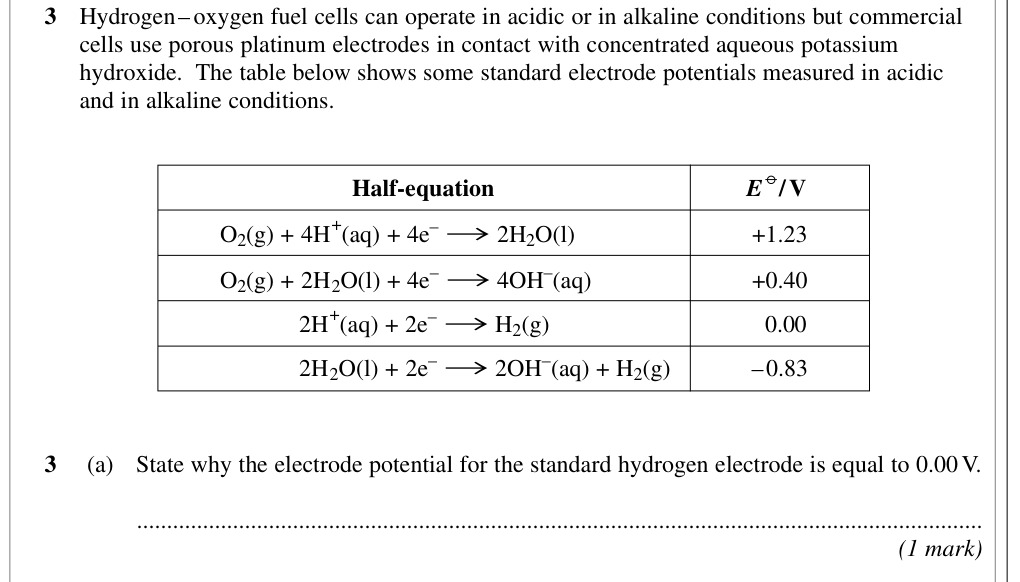 3 Hydrogen–oxygen fuel cells can operate in acidic or in alkaline conditions but commercial
cells use porous platinum electrodes in contact with concentrated aqueous potassium
hydroxide. The table below shows some standard electrode potentials measured in acidic
and in alkaline conditions.
Half-equation E⦵/V
O₂(g) + 4H⁺(aq) + 4e⁻ ⟶ 2H₂O(l) +1.23
O₂(g) + 2H₂O(l) + 4e⁻ ⟶ 4OH⁻(aq) +0.40
2H⁺(aq) + 2e⁻ ⟶ H₂(g) 0.00
2H₂O(l) + 2e⁻ ⟶ 2OH⁻(aq) + H₂(g) –0.83
3 (a) State why the electrode potential for the standard hydrogen electrode is equal to 0.00 V.
(1 mark)